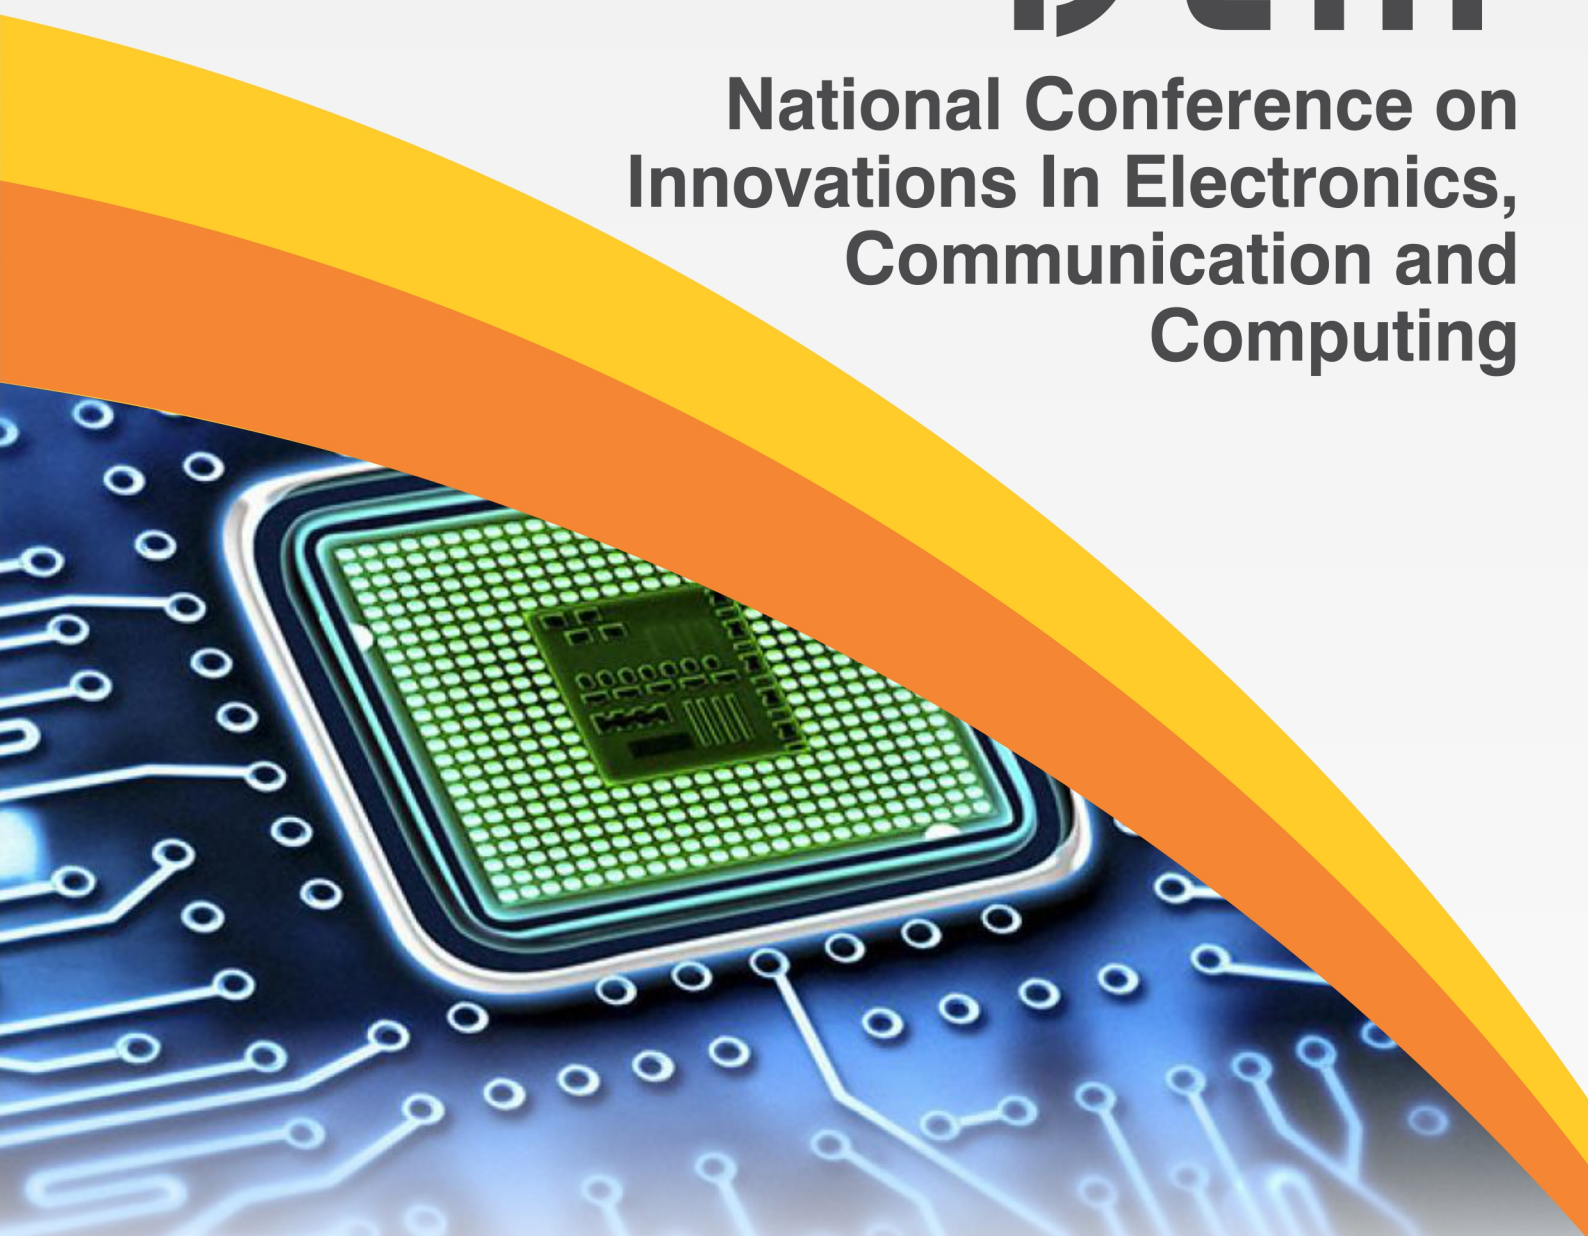 National Conference on
Innovations In Electronics,
Communication and
Computing